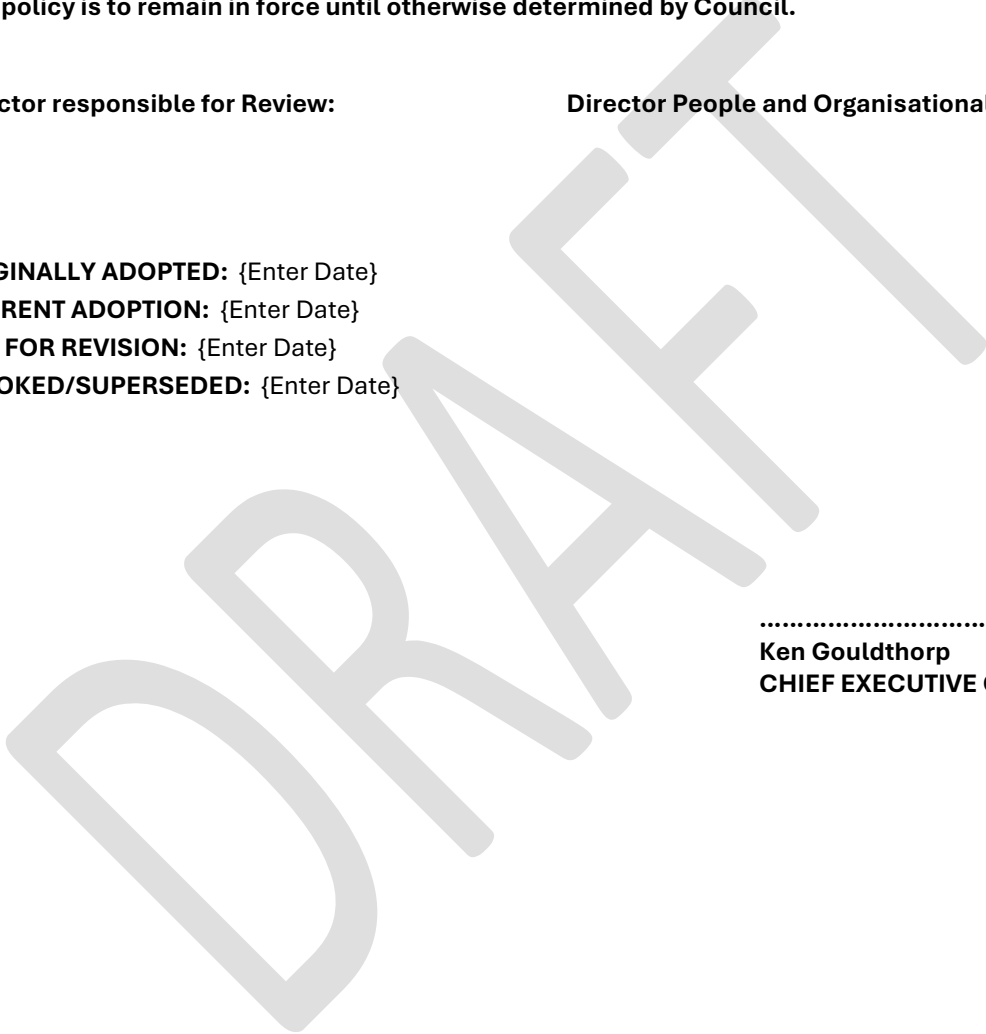 policy is to remain in force until otherwise determined by Council.
ctor responsible for Review: Director People and Organisational
GINALLY ADOPTED: {Enter Date}
RENT ADOPTION: {Enter Date}
FOR REVISION: {Enter Date}
OKED/SUPERSEDED: {Enter Date}
DRAFT
................................
Ken Gouldthorp
CHIEF EXECUTIVE